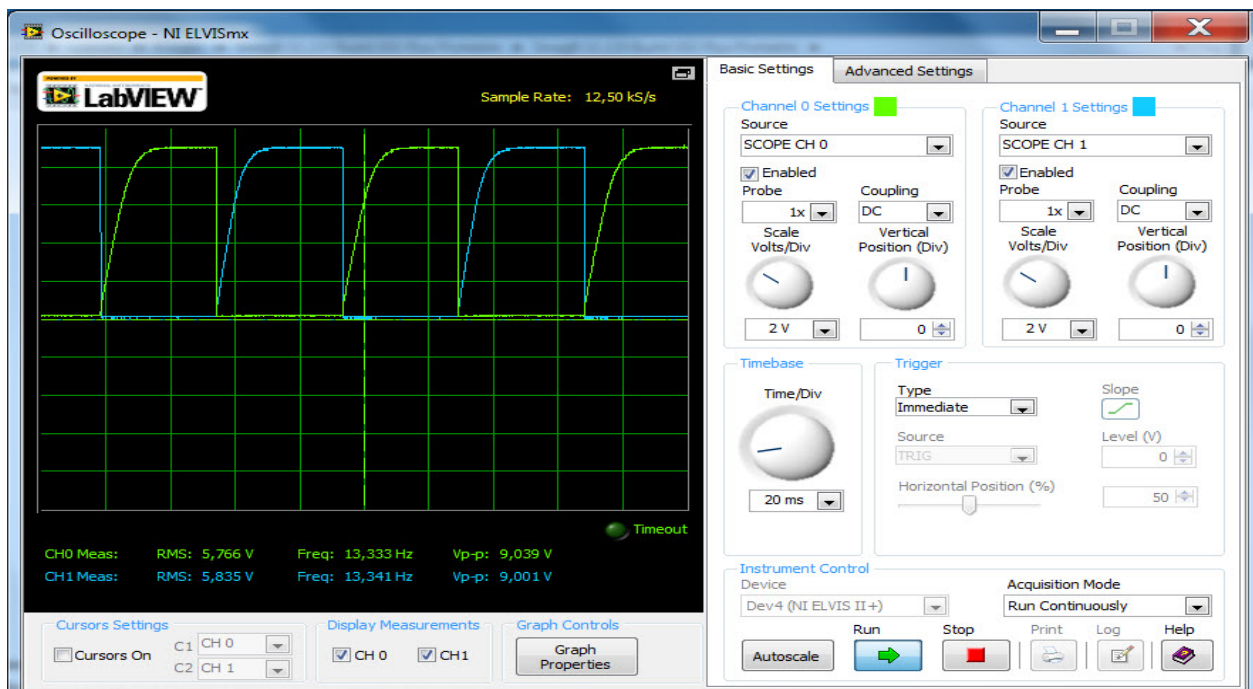 Oscilloscope - NI ELVISmx
POWERED BY
LabVIEW
Sample Rate: 12,50 kS/s
Timeout
CH0 Meas: RMS: 5,766 V Freq: 13,333 Hz Vp-p: 9,039 V
CH1 Meas: RMS: 5,835 V Freq: 13,341 Hz Vp-p: 9,001 V
Cursors Settings
Cursors On
C1 CH 0
C2 CH 1
Display Measurements
CH 0 CH1
Graph Controls
Graph
Properties
Basic Settings Advanced Settings
Channel 0 Settings
Source
SCOPE CH 0
Enabled
Probe Coupling
1x DC
Scale Vertical
Volts/Div Position (Div)
2 V 0
Channel 1 Settings
Source
SCOPE CH 1
Enabled
Probe Coupling
1x DC
Scale Vertical
Volts/Div Position (Div)
2 V 0
Timebase
Time/Div
20 ms
Trigger
Type Slope
Immediate
Source Level (V)
TRIG 0
Horizontal Position (%)
50
Instrument Control
Device Acquisition Mode
Dev4 (NI ELVIS II+) Run Continuously
Run Stop Print Log Help
Autoscale